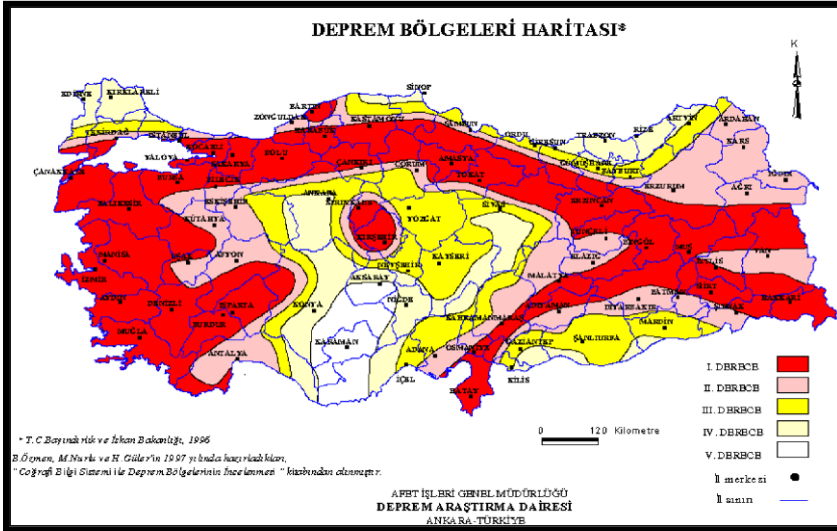 DEPREM BÖLGELERİ HARİTASI*
K
SİNOP
EDİRNE
KIRKLARELİ
BARTIN
ZONGULDAK
KASTAMONU
SAMSUN
ARTVİN
ARDAHAN
TEKİRDAĞ
İSTANBUL
KOCAELİ
SAKARYA
KARABÜK
ORDU
GİRESUN
TRABZON
RİZE
KARS
YALOVA
BOLU
ÇANKIRI
ÇORUM
AMASYA
TOKAT
GÜMÜŞHANE
BAYBURT
ÇANAKKALE
BURSA
BİLECİK
ERZURUM
IĞDIR
AĞRI
BALIKESİR
ESKİŞEHİR
ANKARA
KIRIKKALE
YOZGAT
SİVAS
ERZİNCAN
KÜTAHYA
KIRŞEHİR
TUNCELİ
BİNGÖL
MUŞ
MANİSA
UŞAK
AFYON
NEVŞEHİR
KAYSERİ
ELAZIĞ
BİTLİS
VAN
İZMİR
AKSARAY
MALATYA
SİİRT
AYDIN
DENİZLİ
ISPARTA
KONYA
NİĞDE
ADIYAMAN
DİYARBAKIR
BATMAN
ŞIRNAK
HAKKARİ
BURDUR
KAHRAMANMARAŞ
MARDİN
MUĞLA
KARAMAN
ŞANLIURFA
ANTALYA
ADANA
OSMANİYE
GAZİANTEP
İÇEL
KİLİS
HATAY
I. DERECE
II. DERECE
III. DERECE
IV. DERECE
V. DERECE
0 120 Kilometre
İl merkesi
İl sınırı
* T.C.Bayındırlık ve İskan Bakanlığı, 1996
B.Özmen, M.Nurlu ve H.Güler'in 1997 yılında hazırladıkları,
"Coğrafi Bilgi Sistemi ile Deprem Bölgelerinin İncelenmesi" kitabından alınmıştır.
AFET İŞLERİ GENEL MÜDÜRLÜĞÜ
DEPREM ARAŞTIRMA DAİRESİ
ANKARA-TÜRKİYE